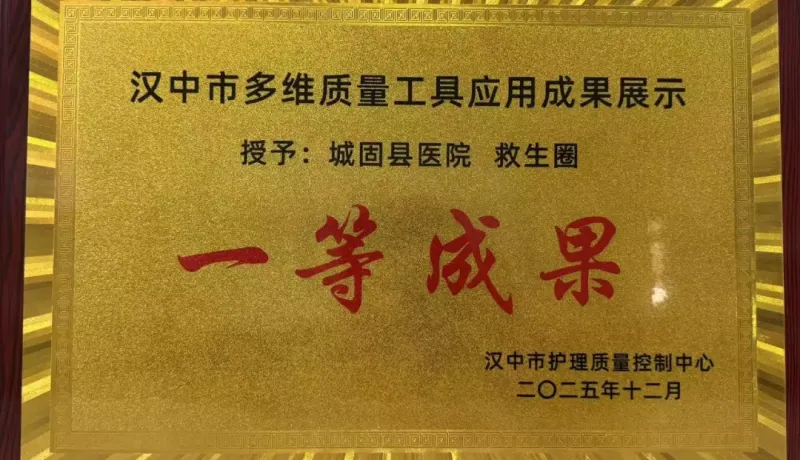 汉中市多维质量工具应用成果展示
授予：城固县医院 救生圈
一等成果
汉中市护理质量控制中心
二〇二五年十二月